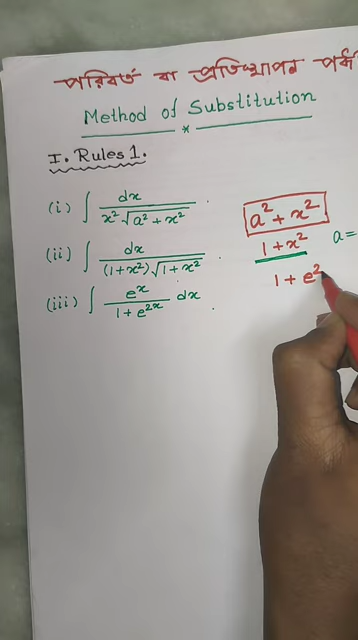 পরিবর্ত বা প্রতিস্থাপন
Method of Substitution
*
I. Rules 1.
(i) ∫ dx / x²√(a² + x²)
(ii) ∫ dx / (1+x²)√(1+x²)
(iii) ∫ eˣ / (1 + e²ˣ) dx
a² + x²
1 + x²
a =
1 + e²